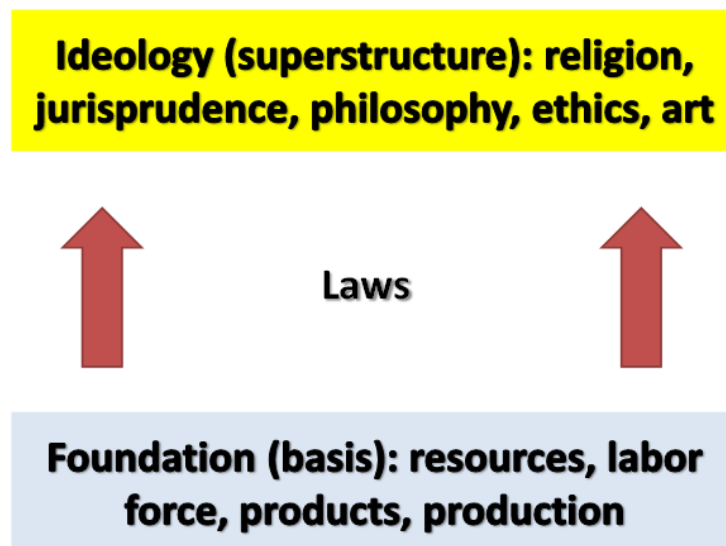 Ideology (superstructure): religion,
jurisprudence, philosophy, ethics, art
Laws
Foundation (basis): resources, labor
force, products, production